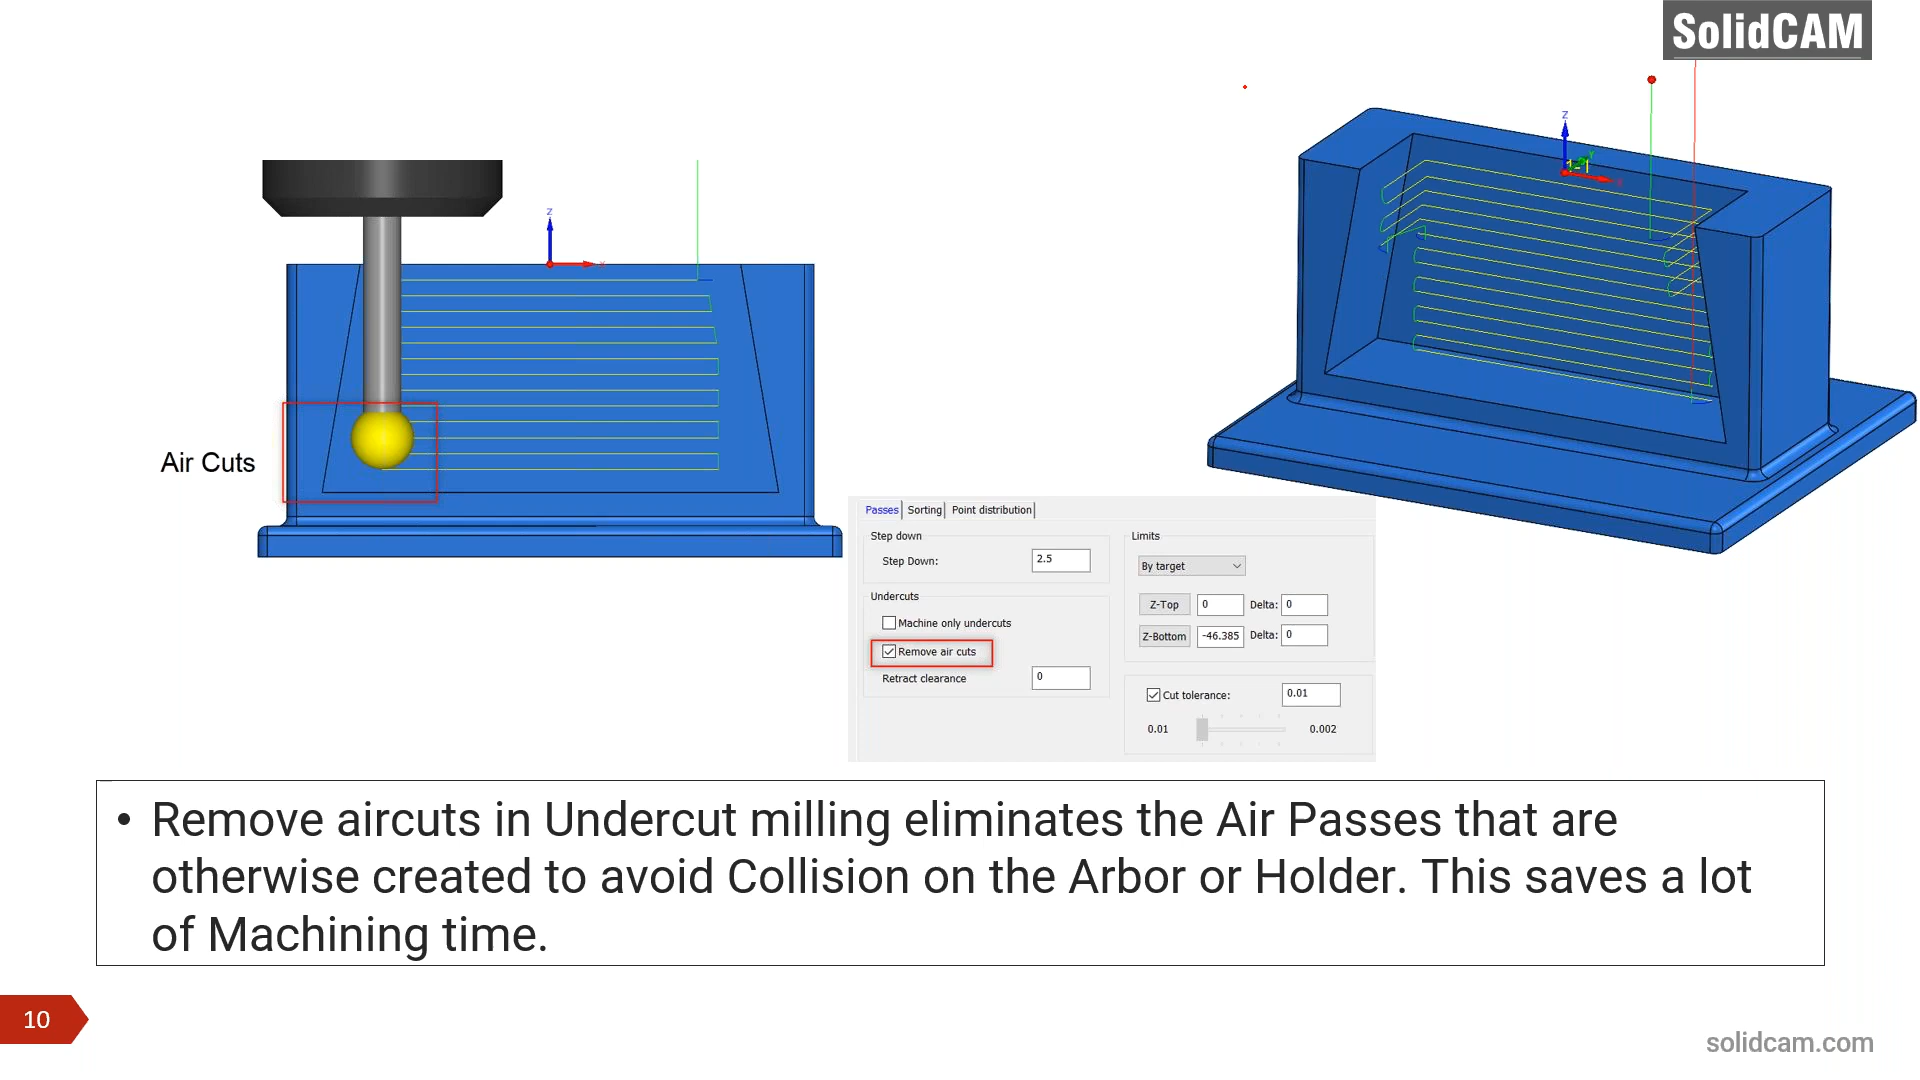 SolidCAM
Z
Z
Air Cuts
Passes Sorting Point distribution
Step down
Step Down: 2.5
Undercuts
Machine only undercuts
Remove air cuts
Retract clearance 0
Limits
By target
Z-Top 0 Delta: 0
Z-Bottom -46.385 Delta: 0
Cut tolerance: 0.01
0.01 0.002
• Remove aircuts in Undercut milling eliminates the Air Passes that are
otherwise created to avoid Collision on the Arbor or Holder. This saves a lot
of Machining time.
10
solidcam.com